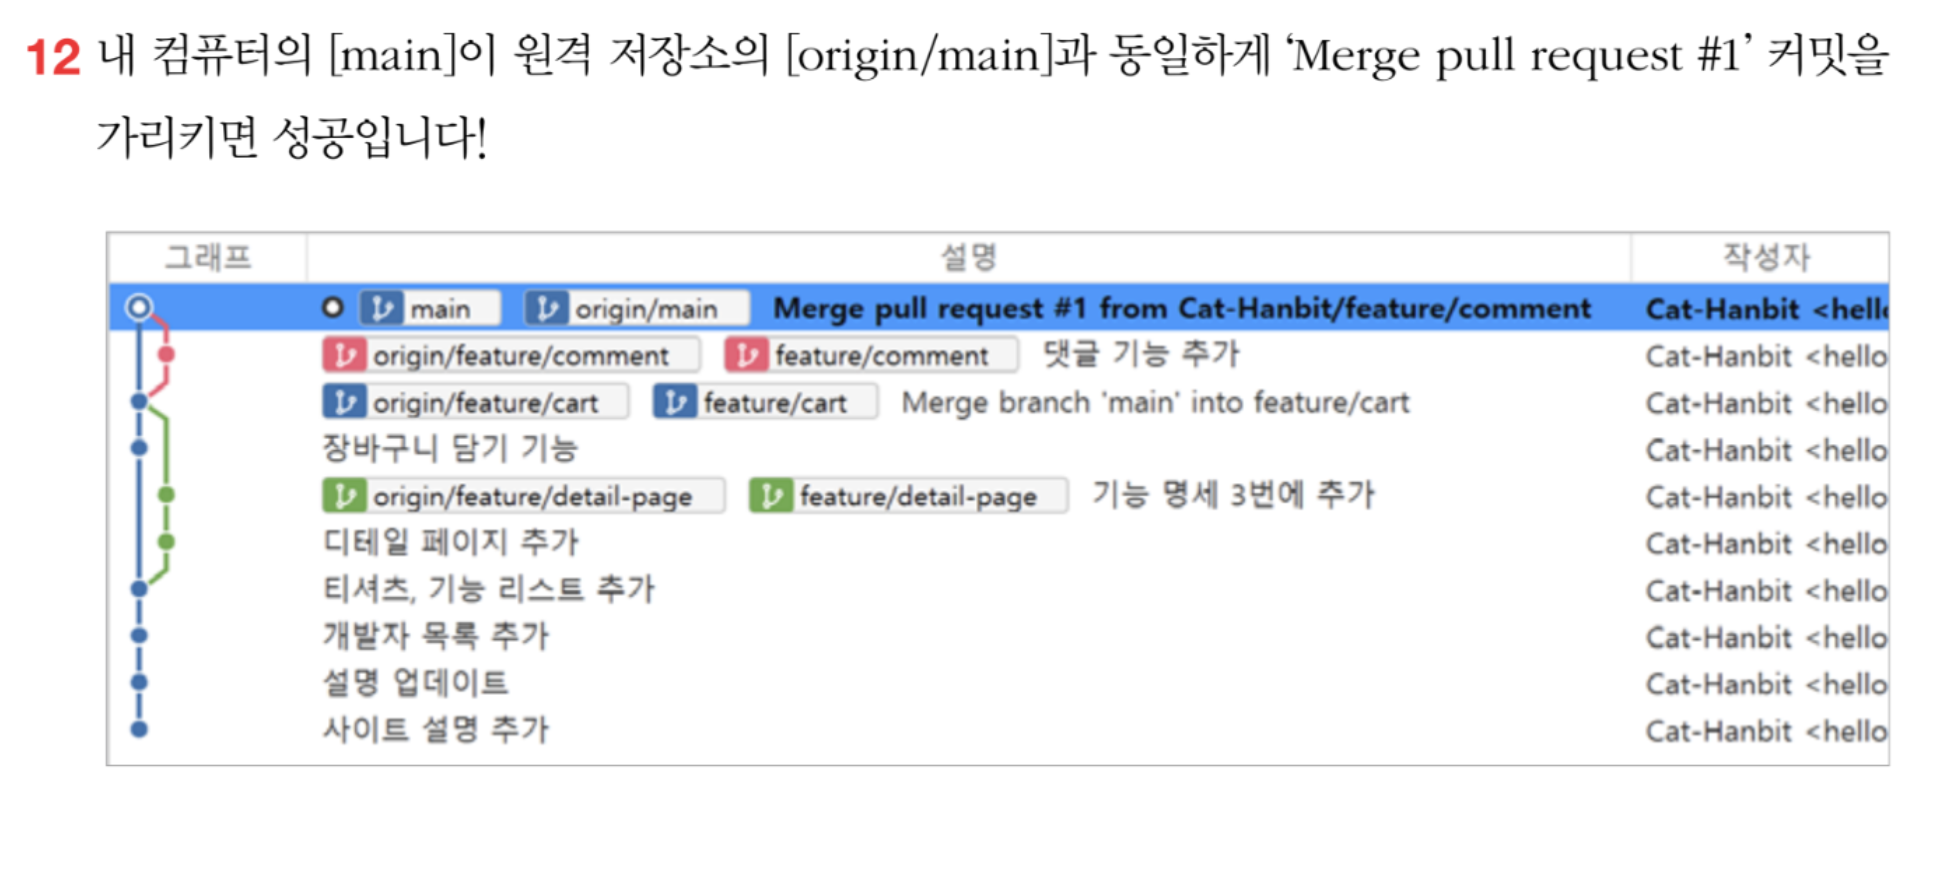 12 내 컴퓨터의 [main]이 원격 저장소의 [origin/main]과 동일하게 ‘Merge pull request #1’ 커밋을
가리키면 성공입니다!
그래프 설명 작성자
main origin/main Merge pull request #1 from Cat-Hanbit/feature/comment Cat-Hanbit <hello
origin/feature/comment feature/comment 댓글 기능 추가 Cat-Hanbit <hello
origin/feature/cart feature/cart Merge branch 'main' into feature/cart Cat-Hanbit <hello
장바구니 담기 기능 Cat-Hanbit <hello
origin/feature/detail-page feature/detail-page 기능 명세 3번에 추가 Cat-Hanbit <hello
디테일 페이지 추가 Cat-Hanbit <hello
티셔츠, 기능 리스트 추가 Cat-Hanbit <hello
개발자 목록 추가 Cat-Hanbit <hello
설명 업데이트 Cat-Hanbit <hello
사이트 설명 추가 Cat-Hanbit <hello